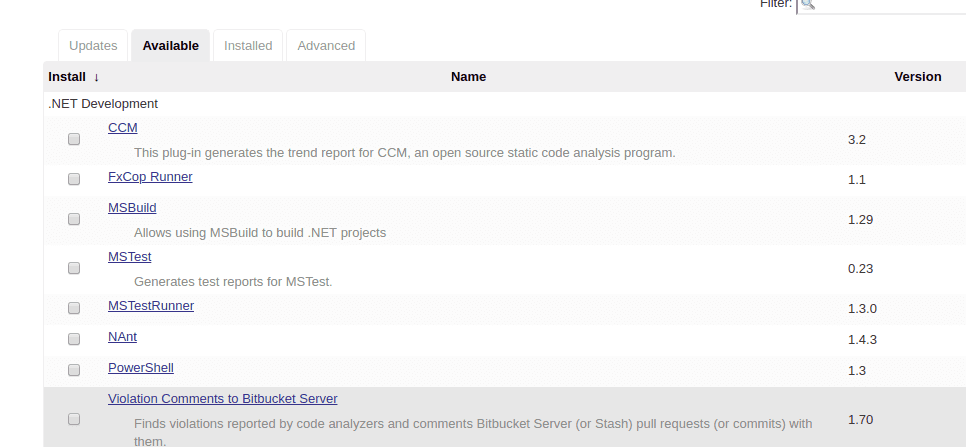 Filter:
Updates Available Installed Advanced
Install ↓ Name Version
.NET Development
CCM
This plug-in generates the trend report for CCM, an open source static code analysis program. 3.2
FxCop Runner 1.1
MSBuild
Allows using MSBuild to build .NET projects 1.29
MSTest
Generates test reports for MSTest. 0.23
MSTestRunner 1.3.0
NAnt 1.4.3
PowerShell 1.3
Violation Comments to Bitbucket Server
Finds violations reported by code analyzers and comments Bitbucket Server (or Stash) pull requests (or commits) with 1.70
them.